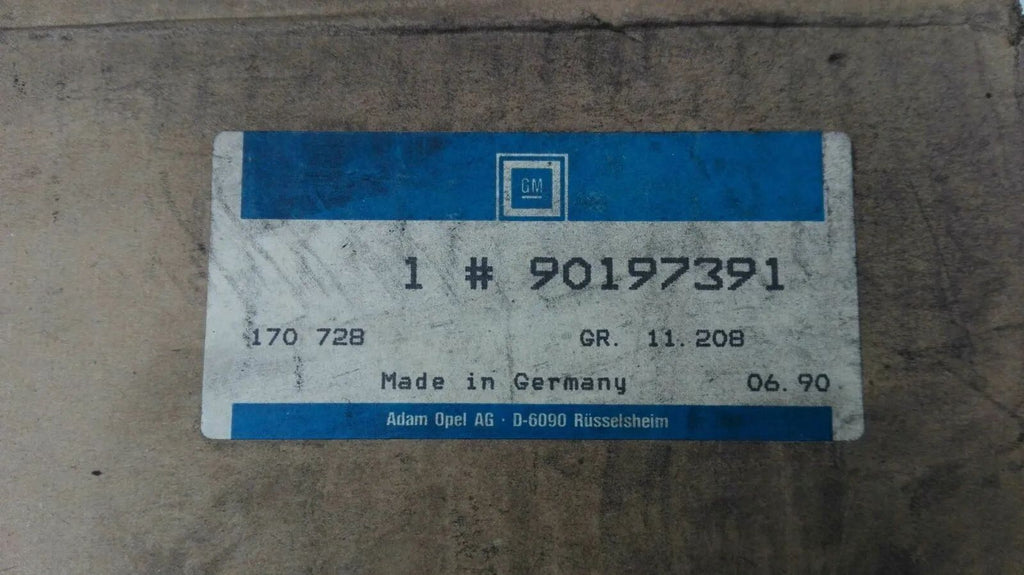 GM
1 # 90197391
170 728 GR. 11.208
Made in Germany 06.90
Adam Opel AG · D-6090 Rüsselsheim